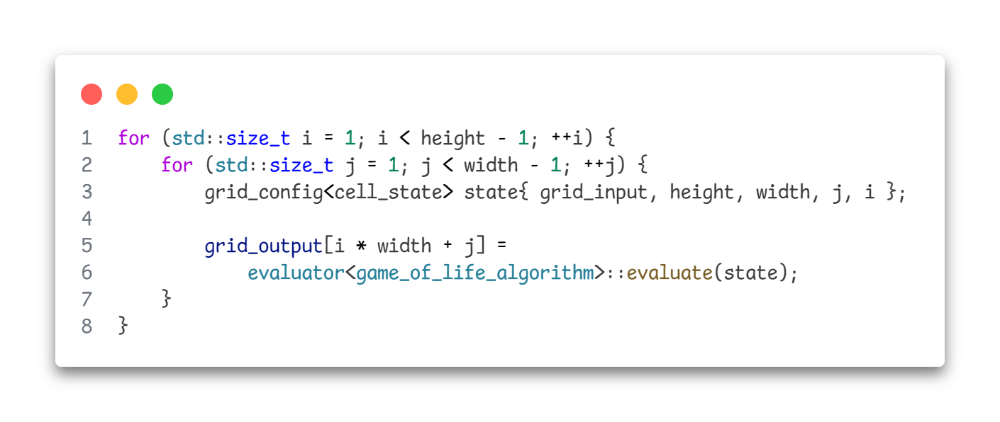 1 for (std::size_t i = 1; i < height - 1; ++i) {
2     for (std::size_t j = 1; j < width - 1; ++j) {
3         grid_config<cell_state> state{ grid_input, height, width, j, i };
4
5         grid_output[i * width + j] =
6             evaluator<game_of_life_algorithm>::evaluate(state);
7     }
8 }